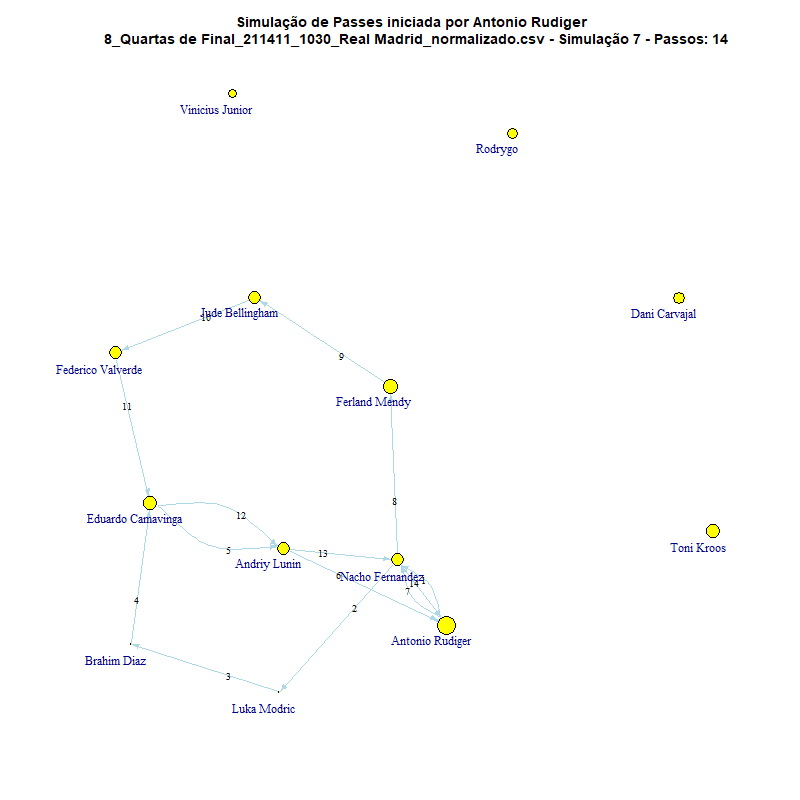 Simulação de Passes iniciada por Antonio Rudiger
8_Quartas de Final_211411_1030_Real Madrid_normalizado.csv - Simulação 7 - Passos: 14
Vinicius Junior
Rodrygo
Dani Carvajal
Jude Bellingham
10
9
Federico Valverde
Ferland Mendy
11
8
Eduardo Camavinga
12
5
13
Toni Kroos
Andriy Lunin
6
Nacho Fernandez
1
14
7
4
2
Antonio Rudiger
Brahim Diaz
3
Luka Modric